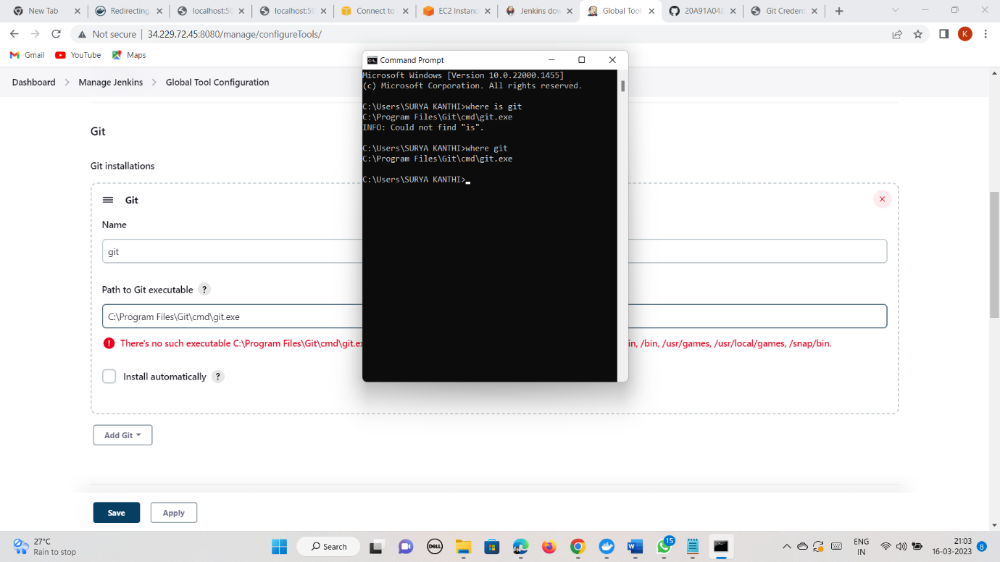 New Tab
Redirecting
localhost:50
localhost:50
Connect to
EC2 Instanc
Jenkins dow
Global Tool
20A91A04
Git Credent
Not secure
34.229.72.45:8080/manage/configureTools/
K
Gmail
YouTube
Maps
Dashboard
Manage Jenkins
Global Tool Configuration
Command Prompt
Microsoft Windows [Version 10.0.22000.1455]
(c) Microsoft Corporation. All rights reserved.
C:\Users\SURYA KANTHI>where is git
C:\Program Files\Git\cmd\git.exe
INFO: Could not find "is".
C:\Users\SURYA KANTHI>where git
C:\Program Files\Git\cmd\git.exe
C:\Users\SURYA KANTHI>
Git
Git installations
Git
Name
git
Path to Git executable ?
C:\Program Files\Git\cmd\git.exe
There's no such executable C:\Program Files\Git\cmd\git.ex
in, /bin, /usr/games, /usr/local/games, /snap/bin.
Install automatically ?
Add Git
Save
Apply
27°C
Rain to stop
Search
DELL
15
ENG
IN
21:03
16-03-2023
8